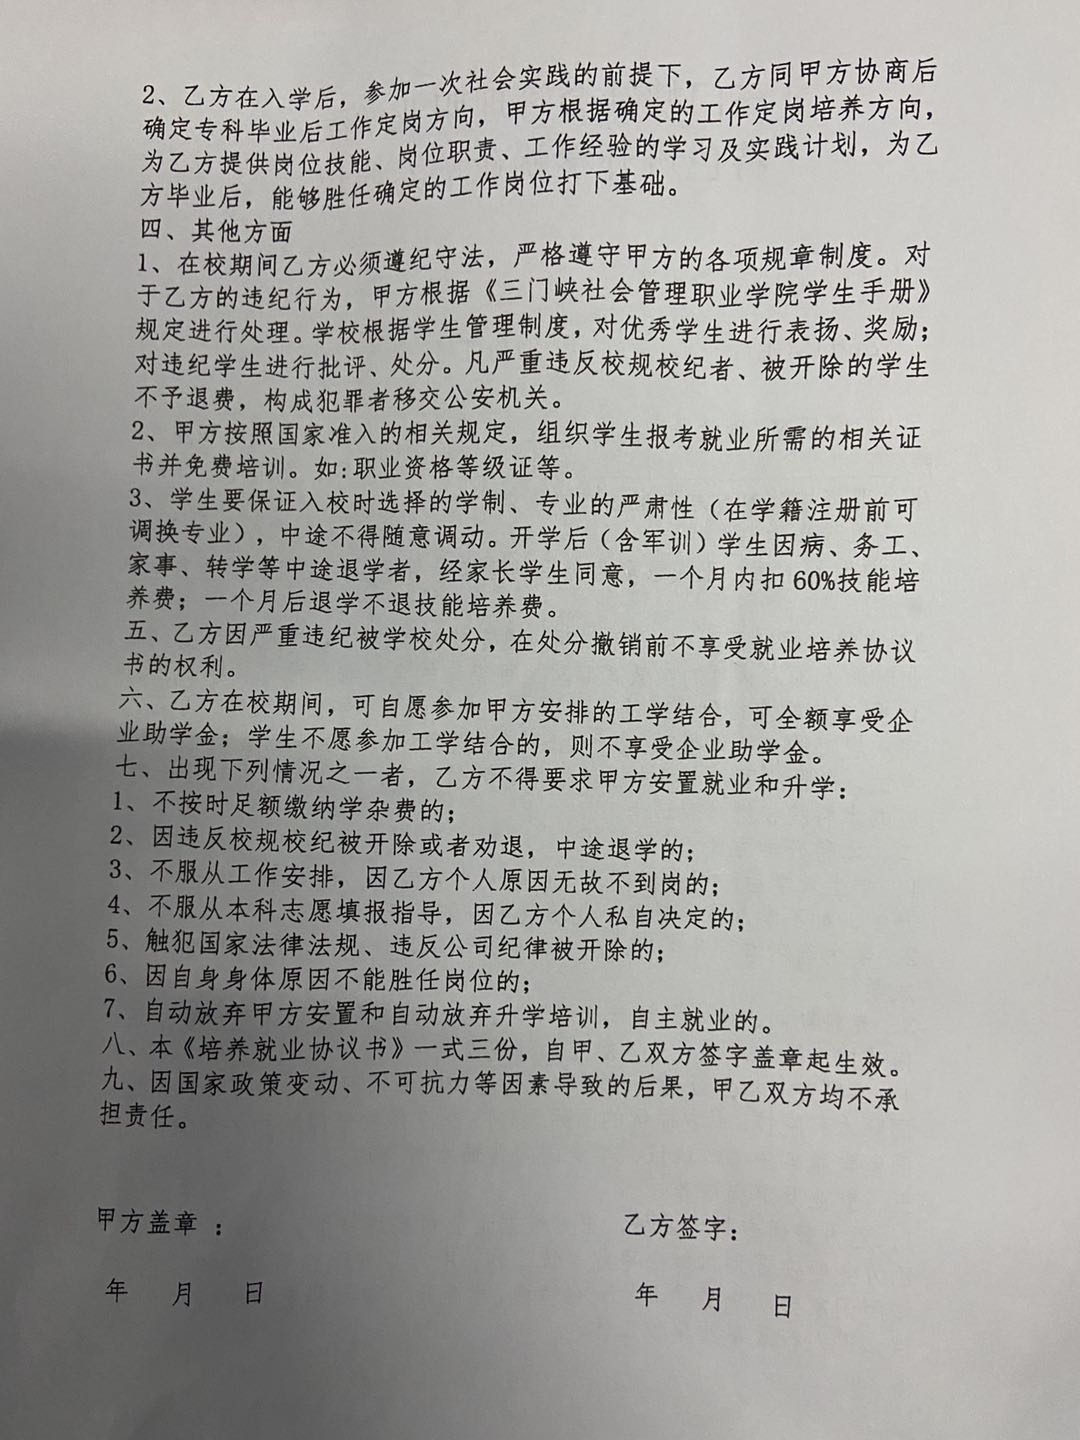 2、乙方在入学后，参加一次社会实践的前提下，乙方同甲方协商后
确定专科毕业后工作定岗方向，甲方根据确定的工作定岗培养方向，
为乙方提供岗位技能、岗位职责、工作经验的学习及实践计划，为乙
方毕业后，能够胜任确定的工作岗位打下基础。
四、其他方面
1、在校期间乙方必须遵纪守法，严格遵守甲方的各项规章制度。对
于乙方的违纪行为，甲方根据《三门峡社会管理职业学院学生手册》
规定进行处理。学校根据学生管理制度，对优秀学生进行表扬、奖励；
对违纪学生进行批评、处分。凡严重违反校规校纪者、被开除的学生
不予退费，构成犯罪者移交公安机关。
2、甲方按照国家准入的相关规定，组织学生报考就业所需的相关证
书并免费培训。如:职业资格等级证等。
3、学生要保证入校时选择的学制、专业的严肃性（在学籍注册前可
调换专业），中途不得随意调动。开学后（含军训）学生因病、务工、
家事、转学等中途退学者，经家长学生同意，一个月内扣 60%技能培
养费；一个月后退学不退技能培养费。
五、乙方因严重违纪被学校处分，在处分撤销前不享受就业培养协议
书的权利。
六、乙方在校期间，可自愿参加甲方安排的工学结合，可全额享受企
业助学金；学生不愿参加工学结合的，则不享受企业助学金。
七、出现下列情况之一者，乙方不得要求甲方安置就业和升学：
1、不按时足额缴纳学杂费的；
2、因违反校规校纪被开除或者劝退，中途退学的；
3、不服从工作安排，因乙方个人原因无故不到岗的；
4、不服从本科志愿填报指导，因乙方个人私自决定的；
5、触犯国家法律法规、违反公司纪律被开除的；
6、因自身身体原因不能胜任岗位的；
7、自动放弃甲方安置和自动放弃升学培训，自主就业的。
八、本《培养就业协议书》一式三份，自甲、乙双方签字盖章起生效。
九、因国家政策变动、不可抗力等因素导致的后果，甲乙双方均不承
担责任。
甲方盖章 ： 乙方签字：
年 月 日 年 月 日